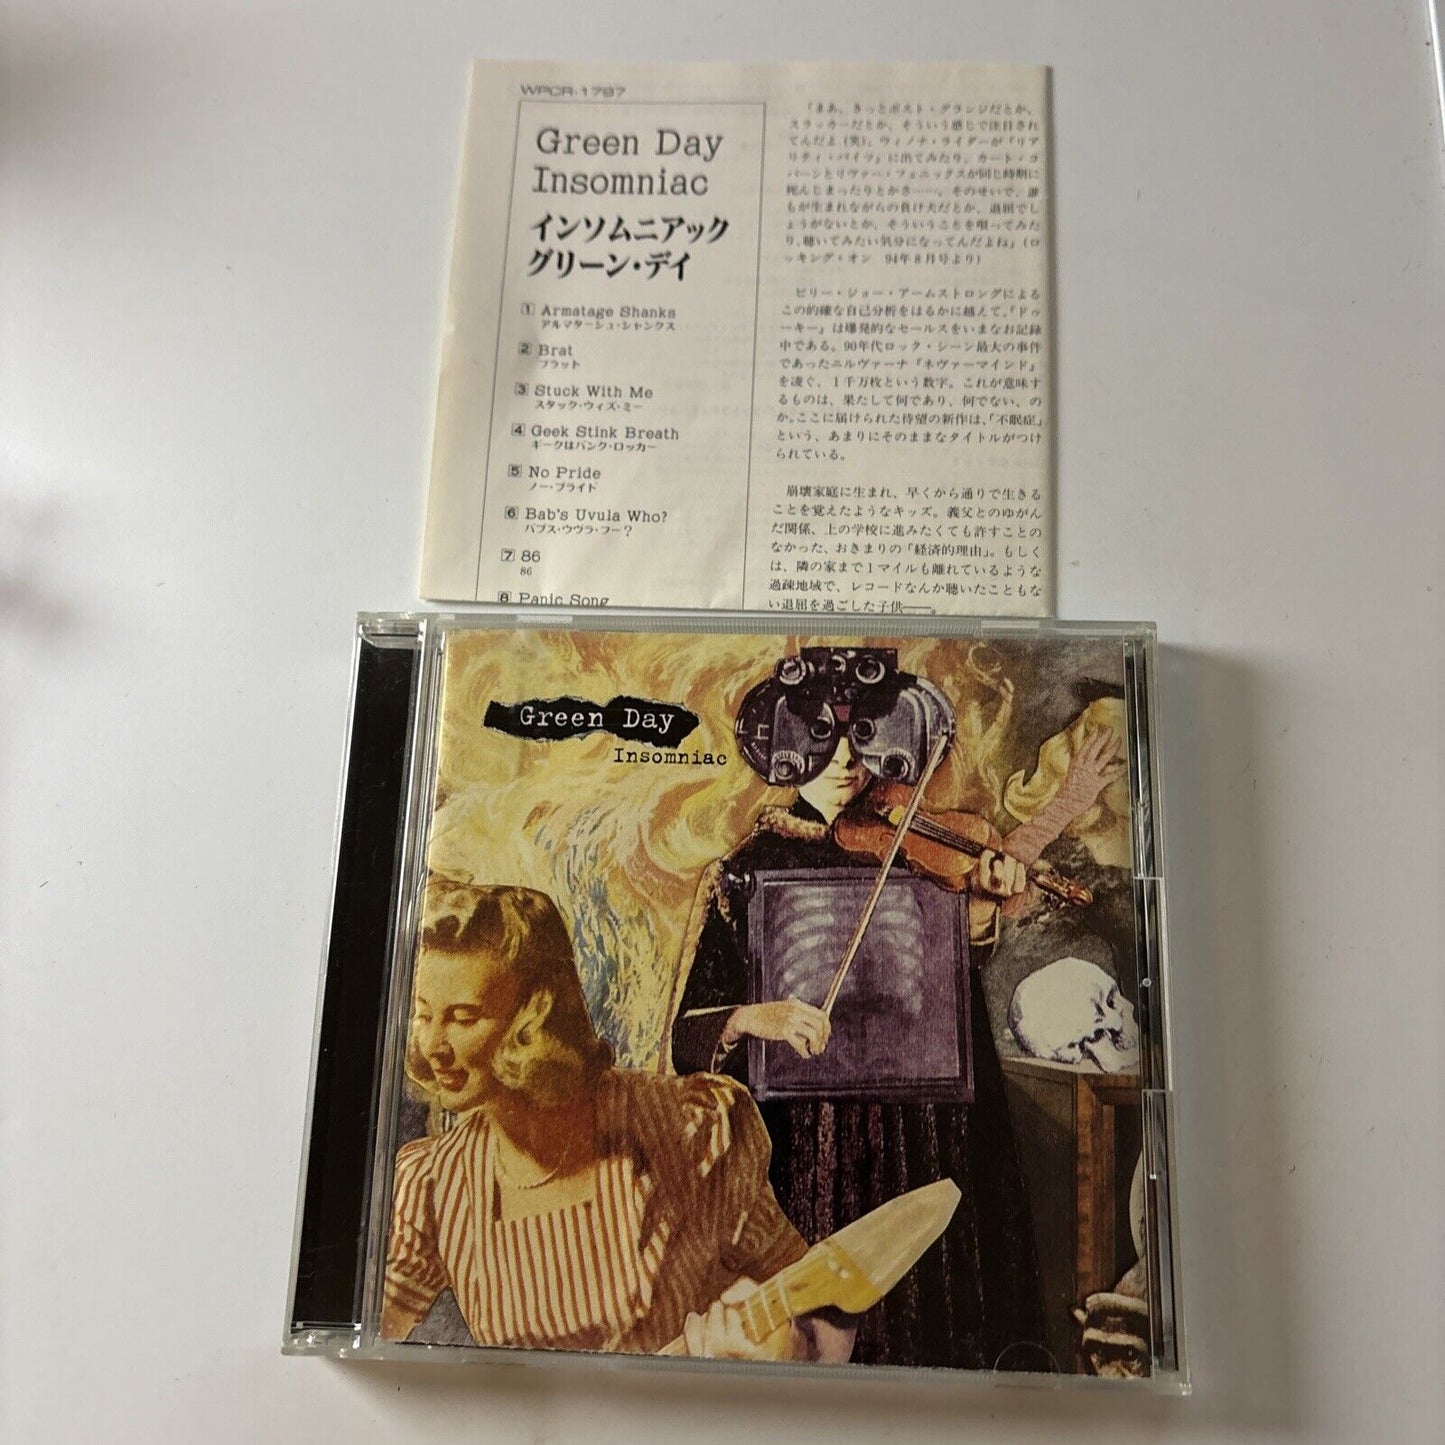 WPCR-1787
Green Day
Insomniac
インソムニアック
グリーン・デイ
1 Armatage Shanks
アルマタージュ・シャンクス
2 Brat
ブラット
3 Stuck With Me
スタック・ウィズ・ミー
4 Geek Stink Breath
ギークはパンク・ロッカー
5 No Pride
ノー・プライド
6 Bab's Uvula Who?
バブス・ウヴラ・フー?
7 86
86
8 Panic Song
「まあ、きっとポスト・グランジだとか、
スラッカーだとか、そういう感じで注目され
てんだよ(笑)。ウィノナ・ライダーが『リア
リティ・バイツ』に出てみたり、カート・コ
バーンとリヴァー・フェニックスが同じ時期に
死んじまったりとかさ……。そのせいで、誰
もが生まれながらの負け犬だとか、退屈でし
ょうがないとか、そういうことを唄ってみた
り、聴いてみたい気分になってんだよね」(ロ
ッキング・オン 94年8月号より)
ビリー・ジョー・アームストロングによる
この的確な自己分析をはるかに越えて、『ドゥ
ーキー』は爆発的なセールスをいまなお記録
中である。90年代ロック・シーン最大の事件
であったニルヴァーナ『ネヴァーマインド』
を凌ぐ、1千万枚という数字。これが意味す
るものは、果たして何であり、何でない、の
か。ここに届けられた待望の新作は、「不眠症」
という、あまりにそのままなタイトルがつけ
られている。
崩壊家庭に生まれ、早くから通りで生きる
ことを覚えたようなキッズ。義父とのゆがん
だ関係、上の学校に進みたくても許すことの
なかった、おきまりの「経済的理由」。もしく
は、隣の家まで1マイルも離れているような
過疎地域で、レコードなんか聴いたこともな
い退屈を過ごした子供――。
Green Day
Insomniac